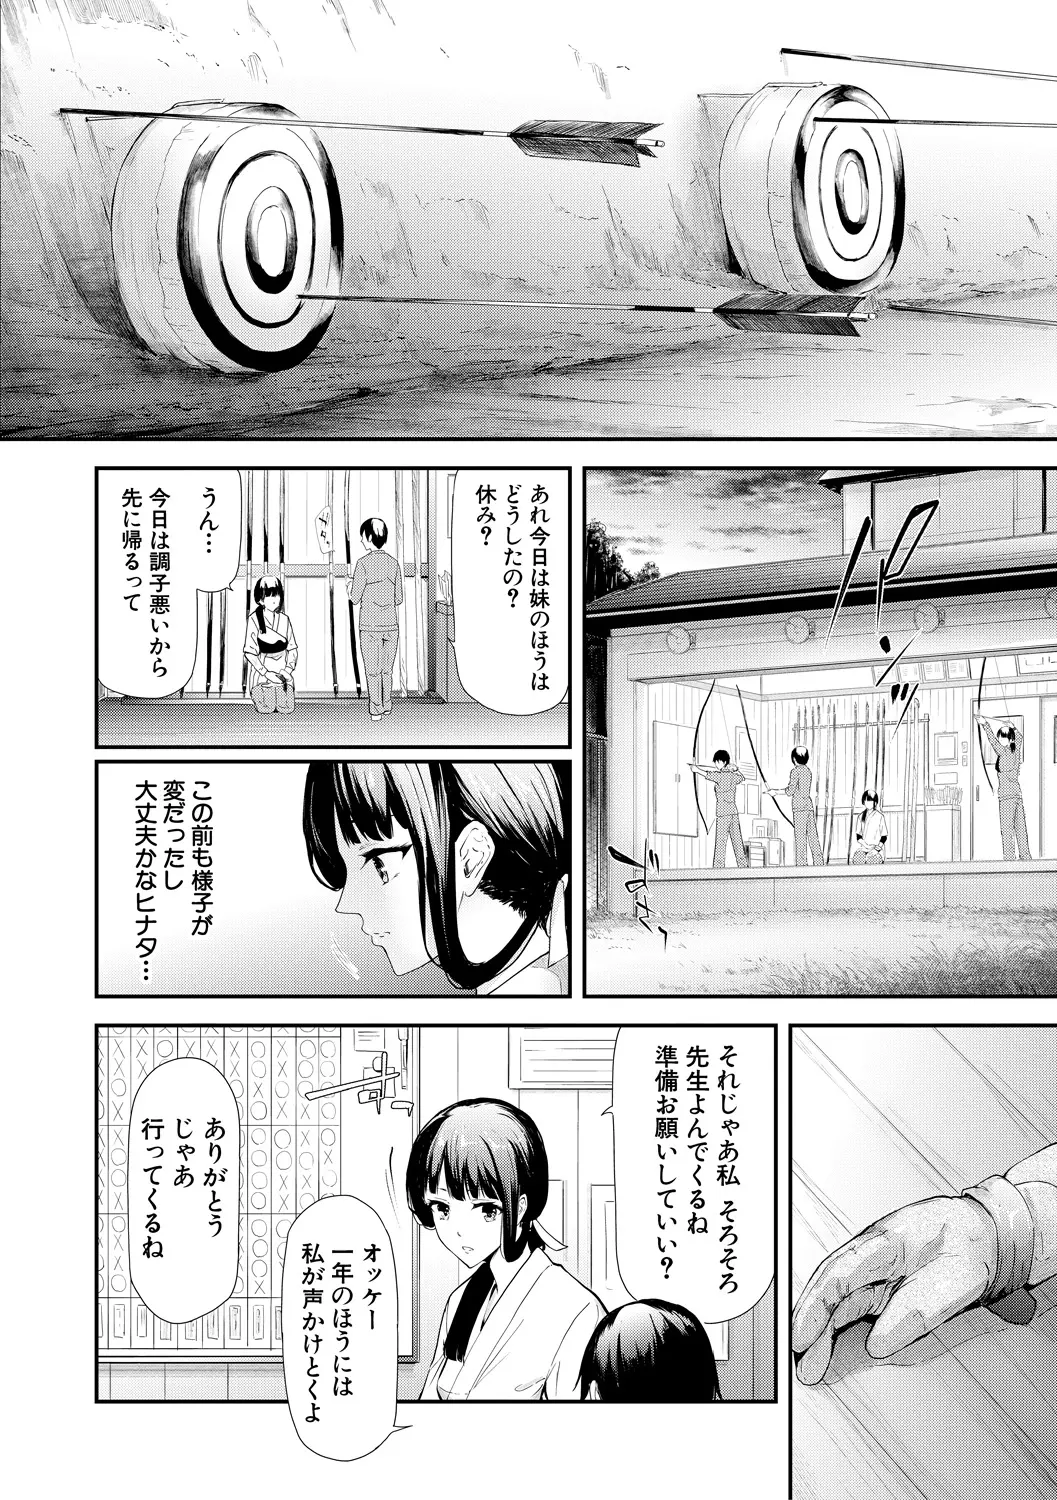 あれ今日は妹のほうは
どうしたの?
休み?
うん…
今日は調子悪いから
先に帰るって
この前も様子が
変だったし
大丈夫かなヒナタ…
それじゃあ私 そろそろ
先生よんでくるね
準備お願いしていい?
オッケー
一年のほうには
私が声かけとくよ
ありがとう
じゃあ
行ってくるね